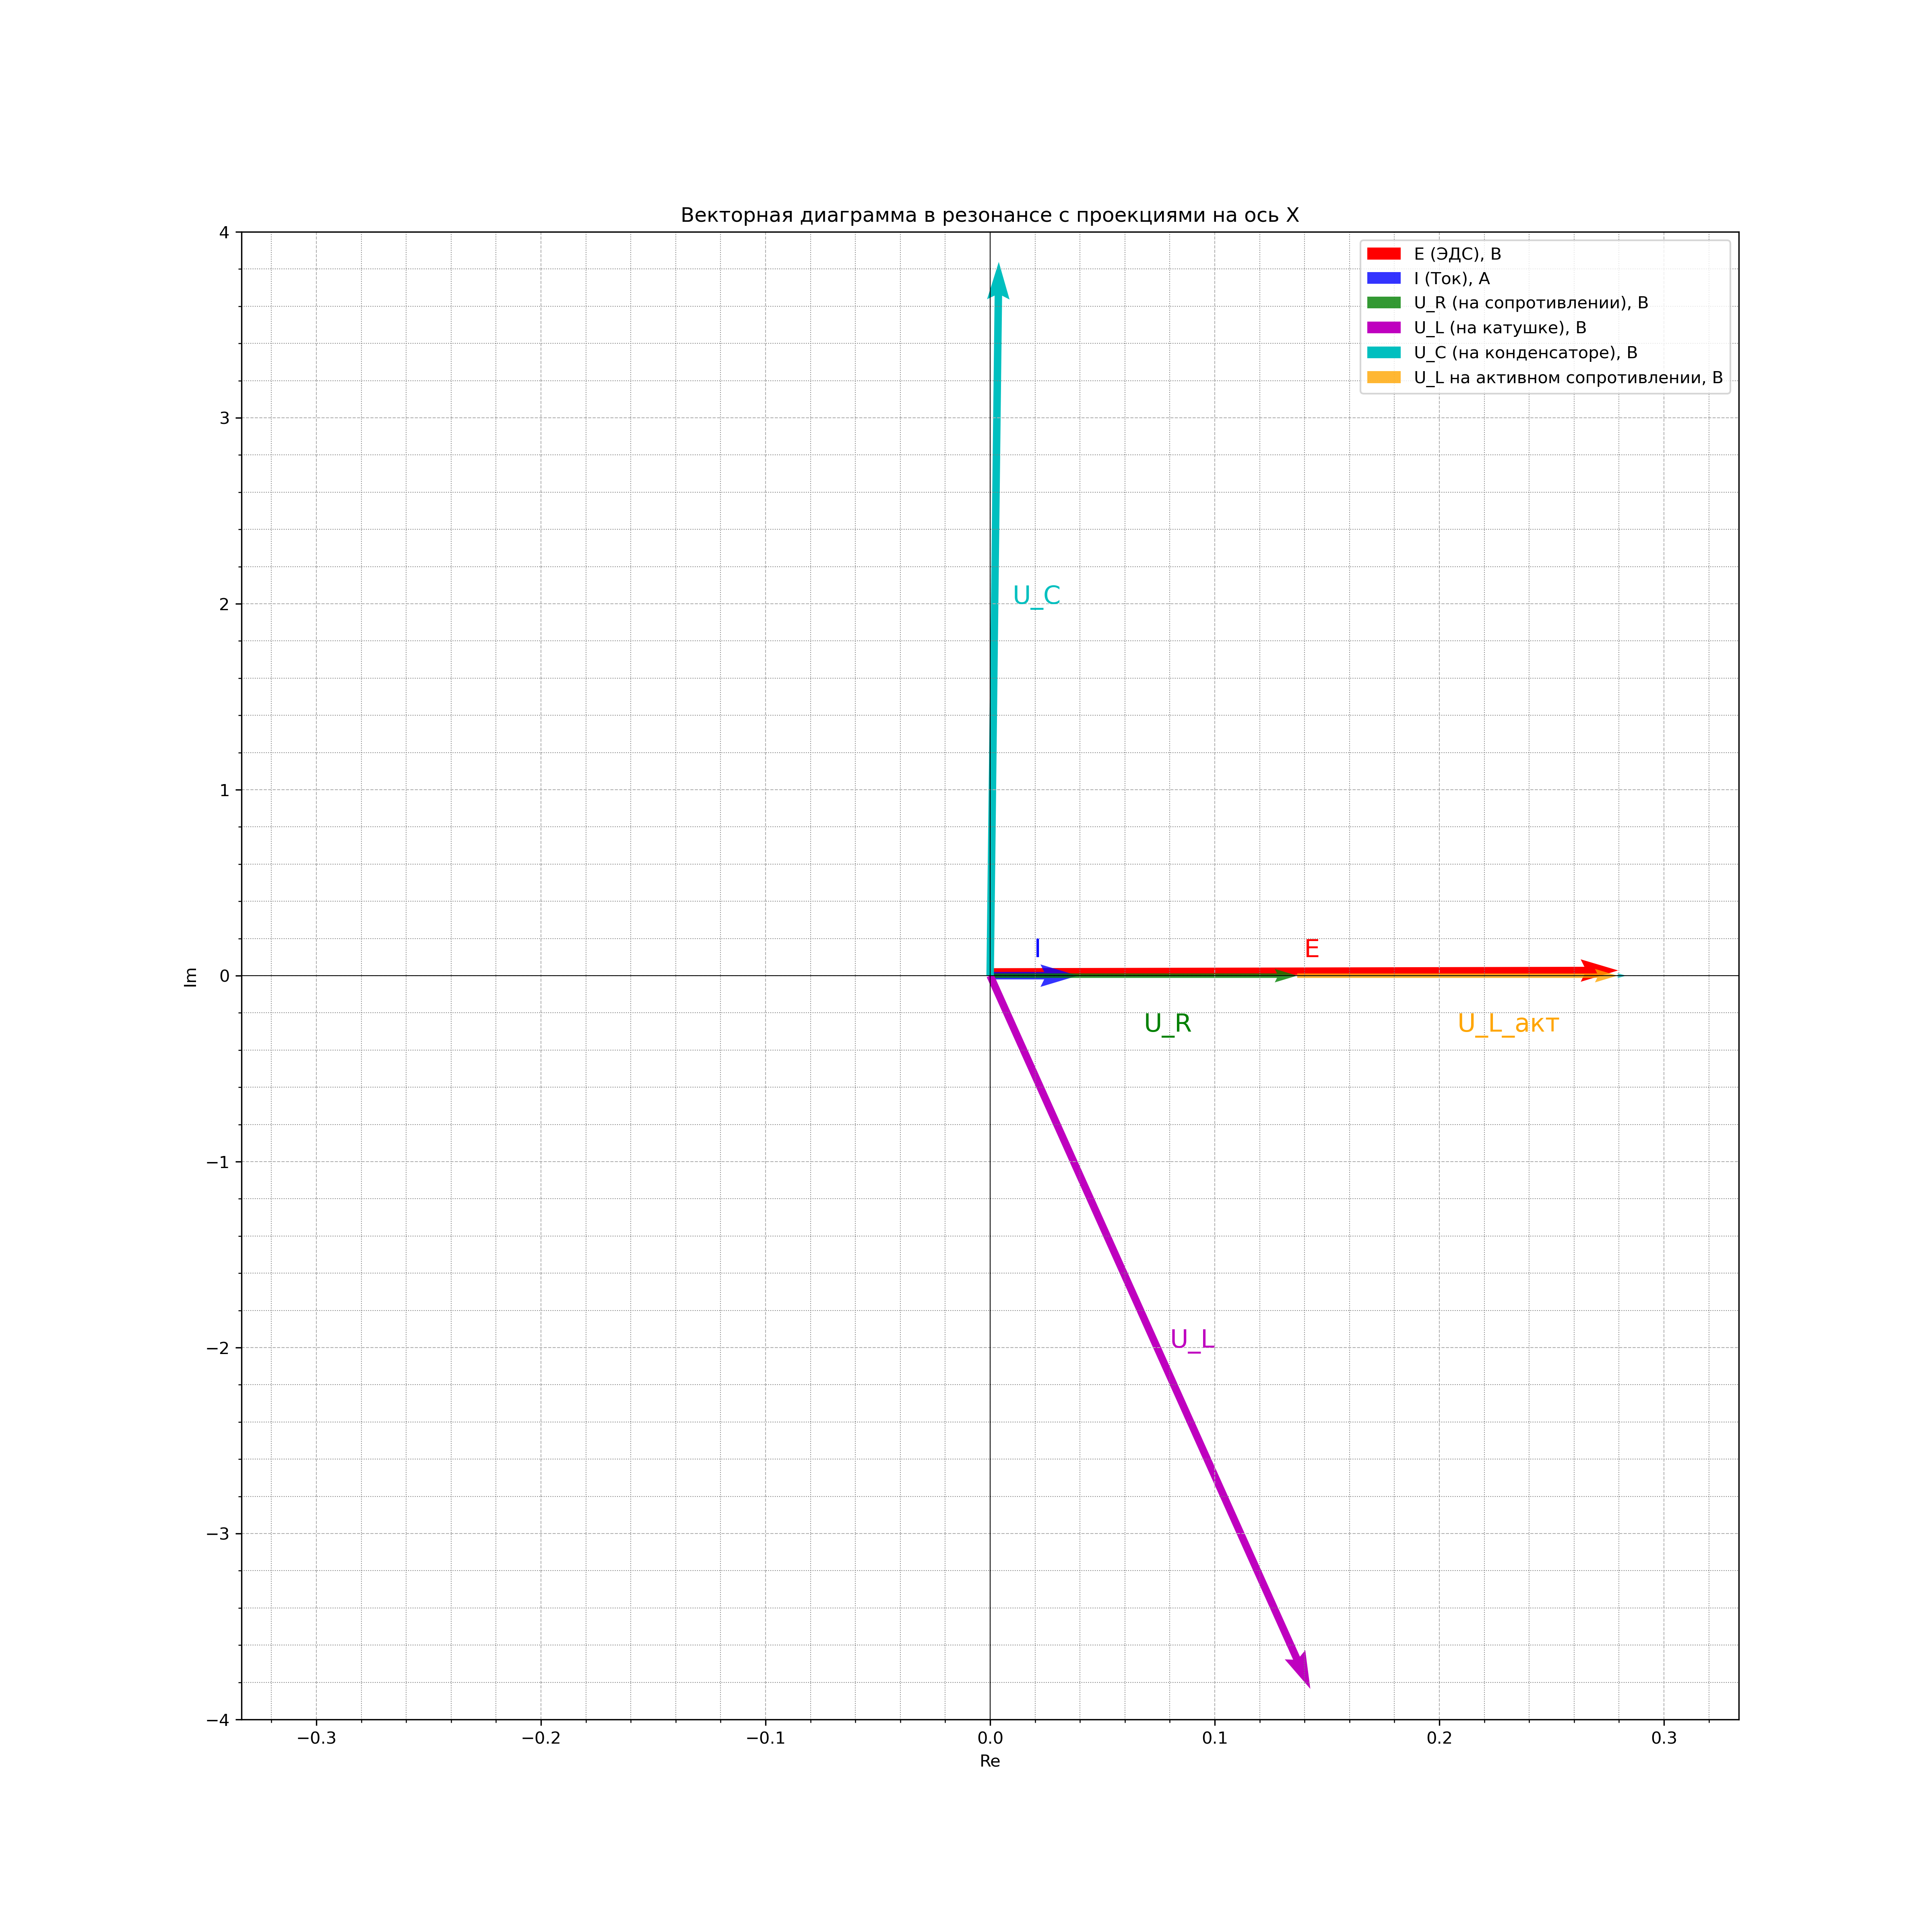 Векторная диаграмма в резонансе с проекциями на ось X
E (ЭДС), В
I (Ток), А
U_R (на сопротивлении), В
U_L (на катушке), В
U_C (на конденсаторе), В
U_L на активном сопротивлении, В
4
3
2
1
0
−1
−2
−3
−4
Im
U_C
I
E
U_R
U_L_акт
U_L
−0.3
−0.2
−0.1
0.0
0.1
0.2
0.3
Re